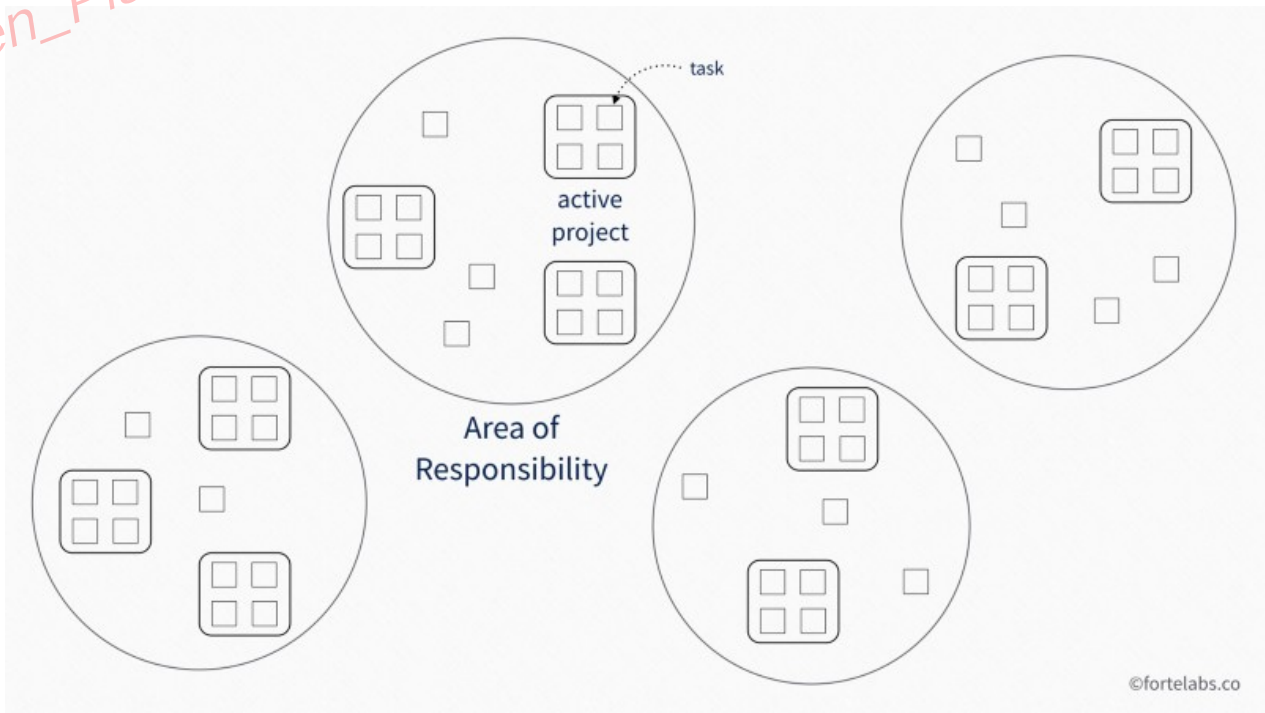 task
active
project
Area of
Responsibility
©fortelabs.co